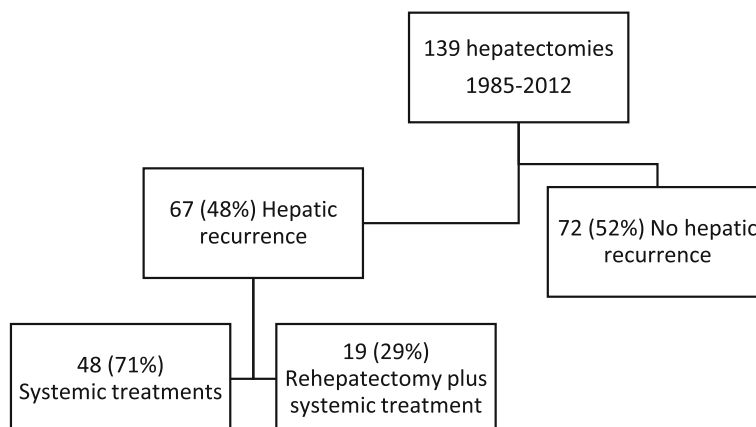 139 hepatectomies
1985-2012
67 (48%) Hepatic
recurrence
72 (52%) No hepatic
recurrence
48 (71%)
Systemic treatments
19 (29%)
Rehepatectomy plus
systemic treatment